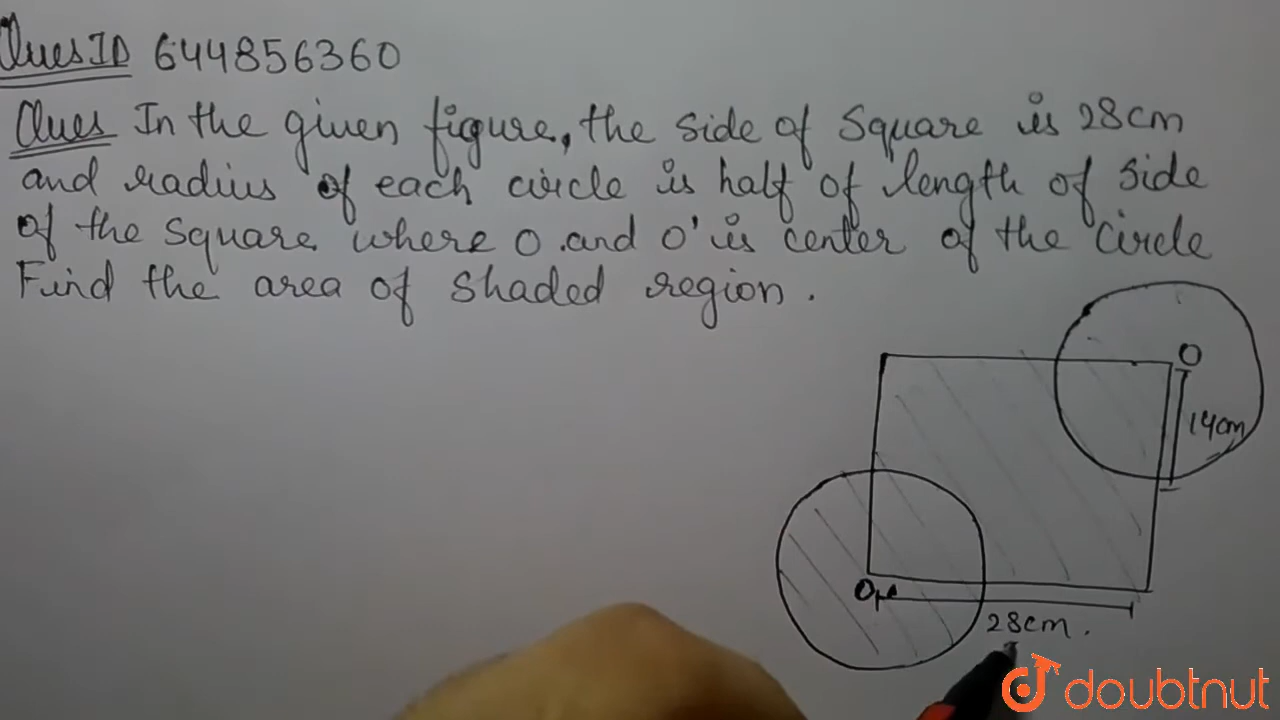 Ques ID 644856360
Ques In the given figure, the side of square is 28cm
and radius of each circle is half of length of side
of the square where O and O' is center of the circle
Find the area of shaded region.
O
14cm
O'
28cm.
doubtnut